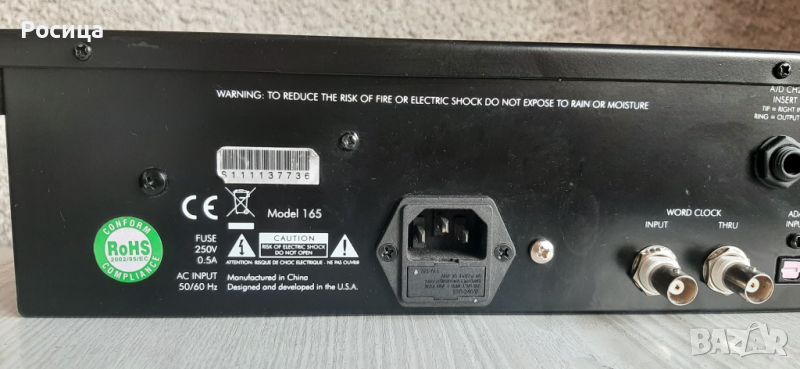 Росица
WARNING: TO REDUCE THE RISK OF FIRE OR ELECTRIC SHOCK DO NOT EXPOSE TO RAIN OR MOISTURE
A/D CH
INSERT
TIP = RIGHT IN
RING = OUTPUT
S111137736
CE
Model 165
WORD CLOCK
INPUT
THRU
CONFORM
RoHS
2002/95/EC
COMPLIANCE
FUSE
250V
0.5A
CAUTION
RISK OF ELECTRIC SHOCK
DO NOT OPEN
ATTENTION: RISQUE DE CHOC ELECTRIQUE - NE PAS OUVRIR
AC INPUT
50/60 Hz
Manufactured in China
Designed and developed in the U.S.A.
BAZAR